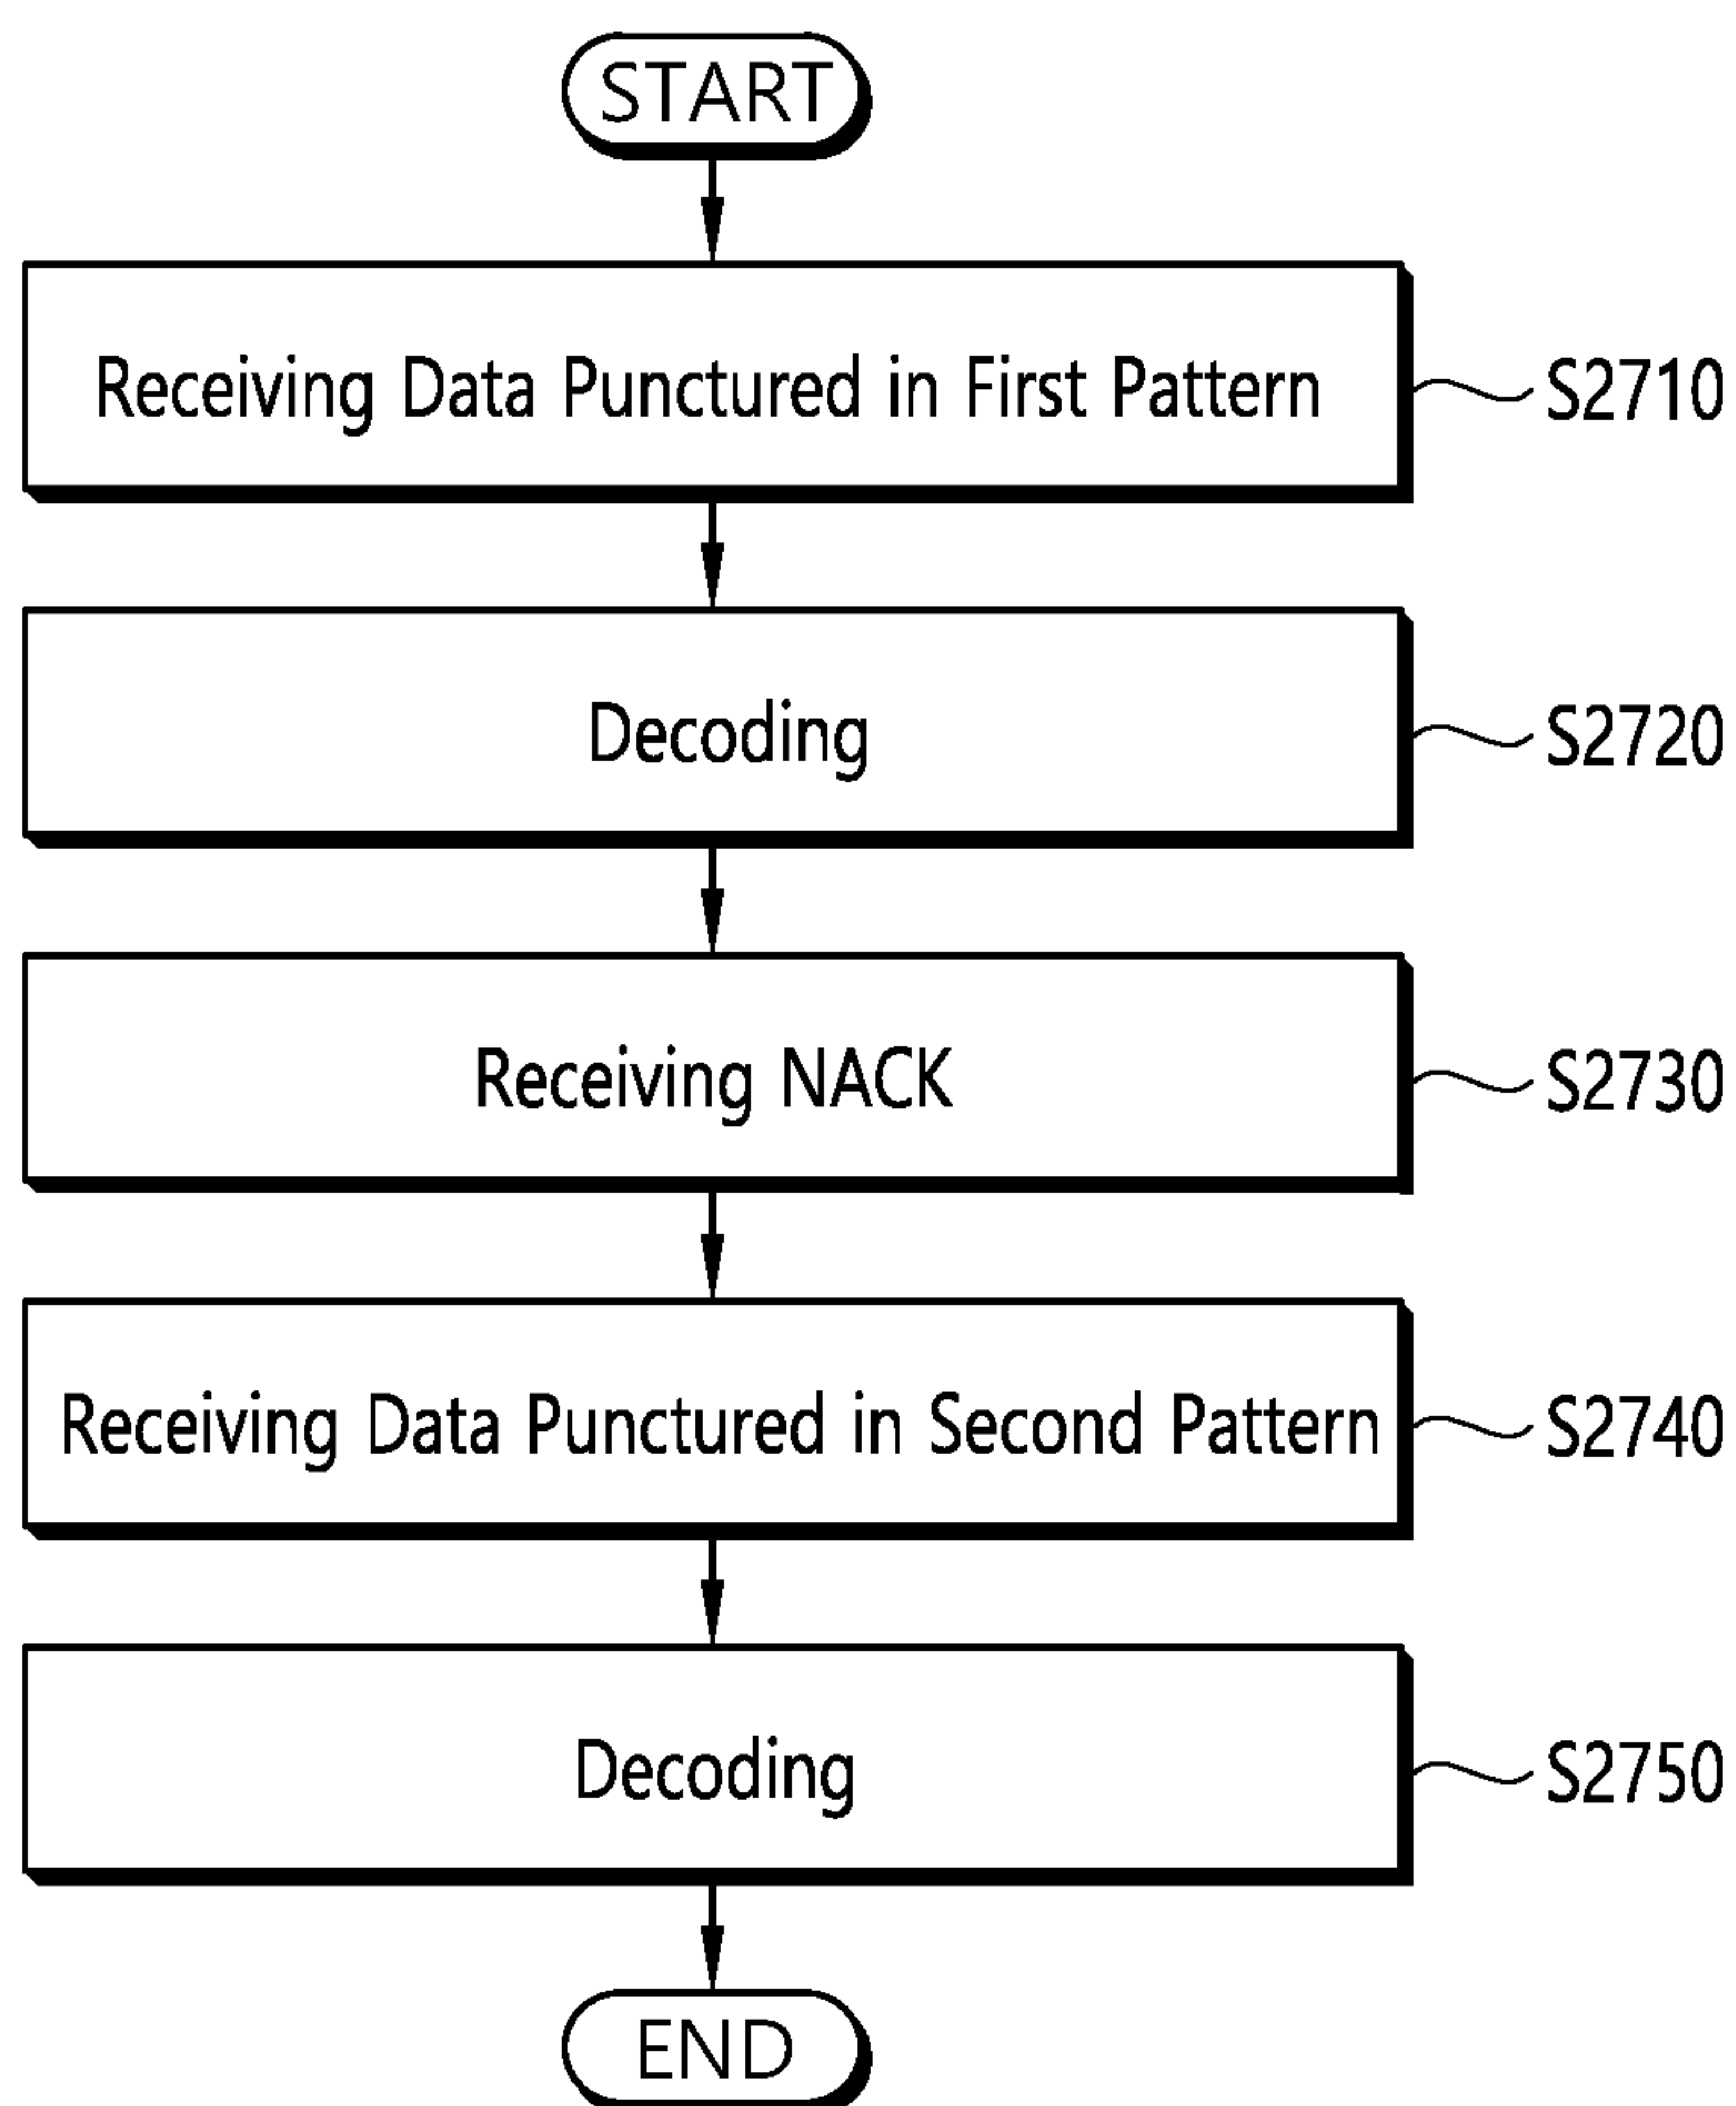 START
Receiving Data Punctured in First Pattern
S2710
Decoding
S2720
Receiving NACK
S2730
Receiving Data Punctured in Second Pattern
S2740
Decoding
S2750
END